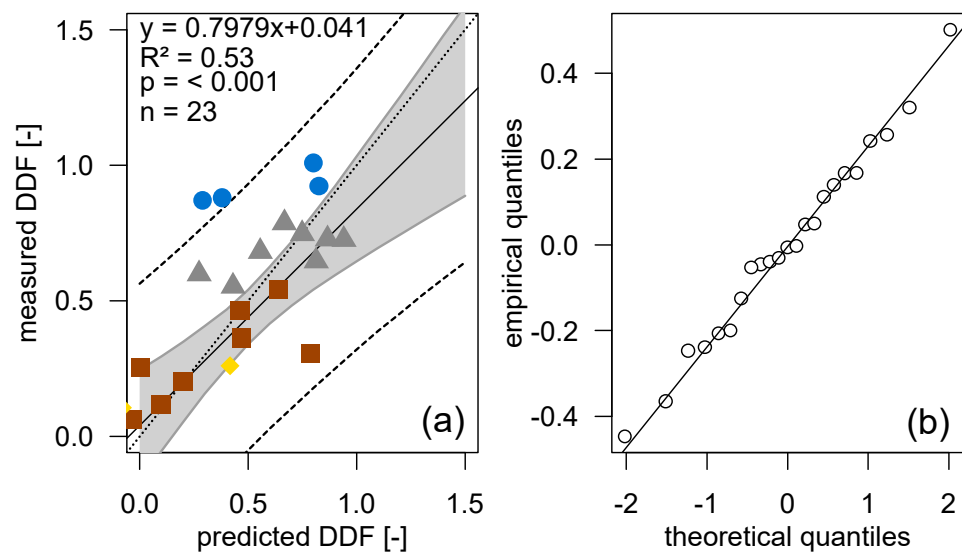 y = 0.7979x+0.041
R² = 0.53
p = < 0.001
n = 23
measured DDF [-]
1.5
1.0
0.5
0.0
0.0 0.5 1.0 1.5
predicted DDF [-]
(a)
empirical quantiles
0.4
0.2
0.0
-0.2
-0.4
-2 -1 0 1 2
theoretical quantiles
(b)